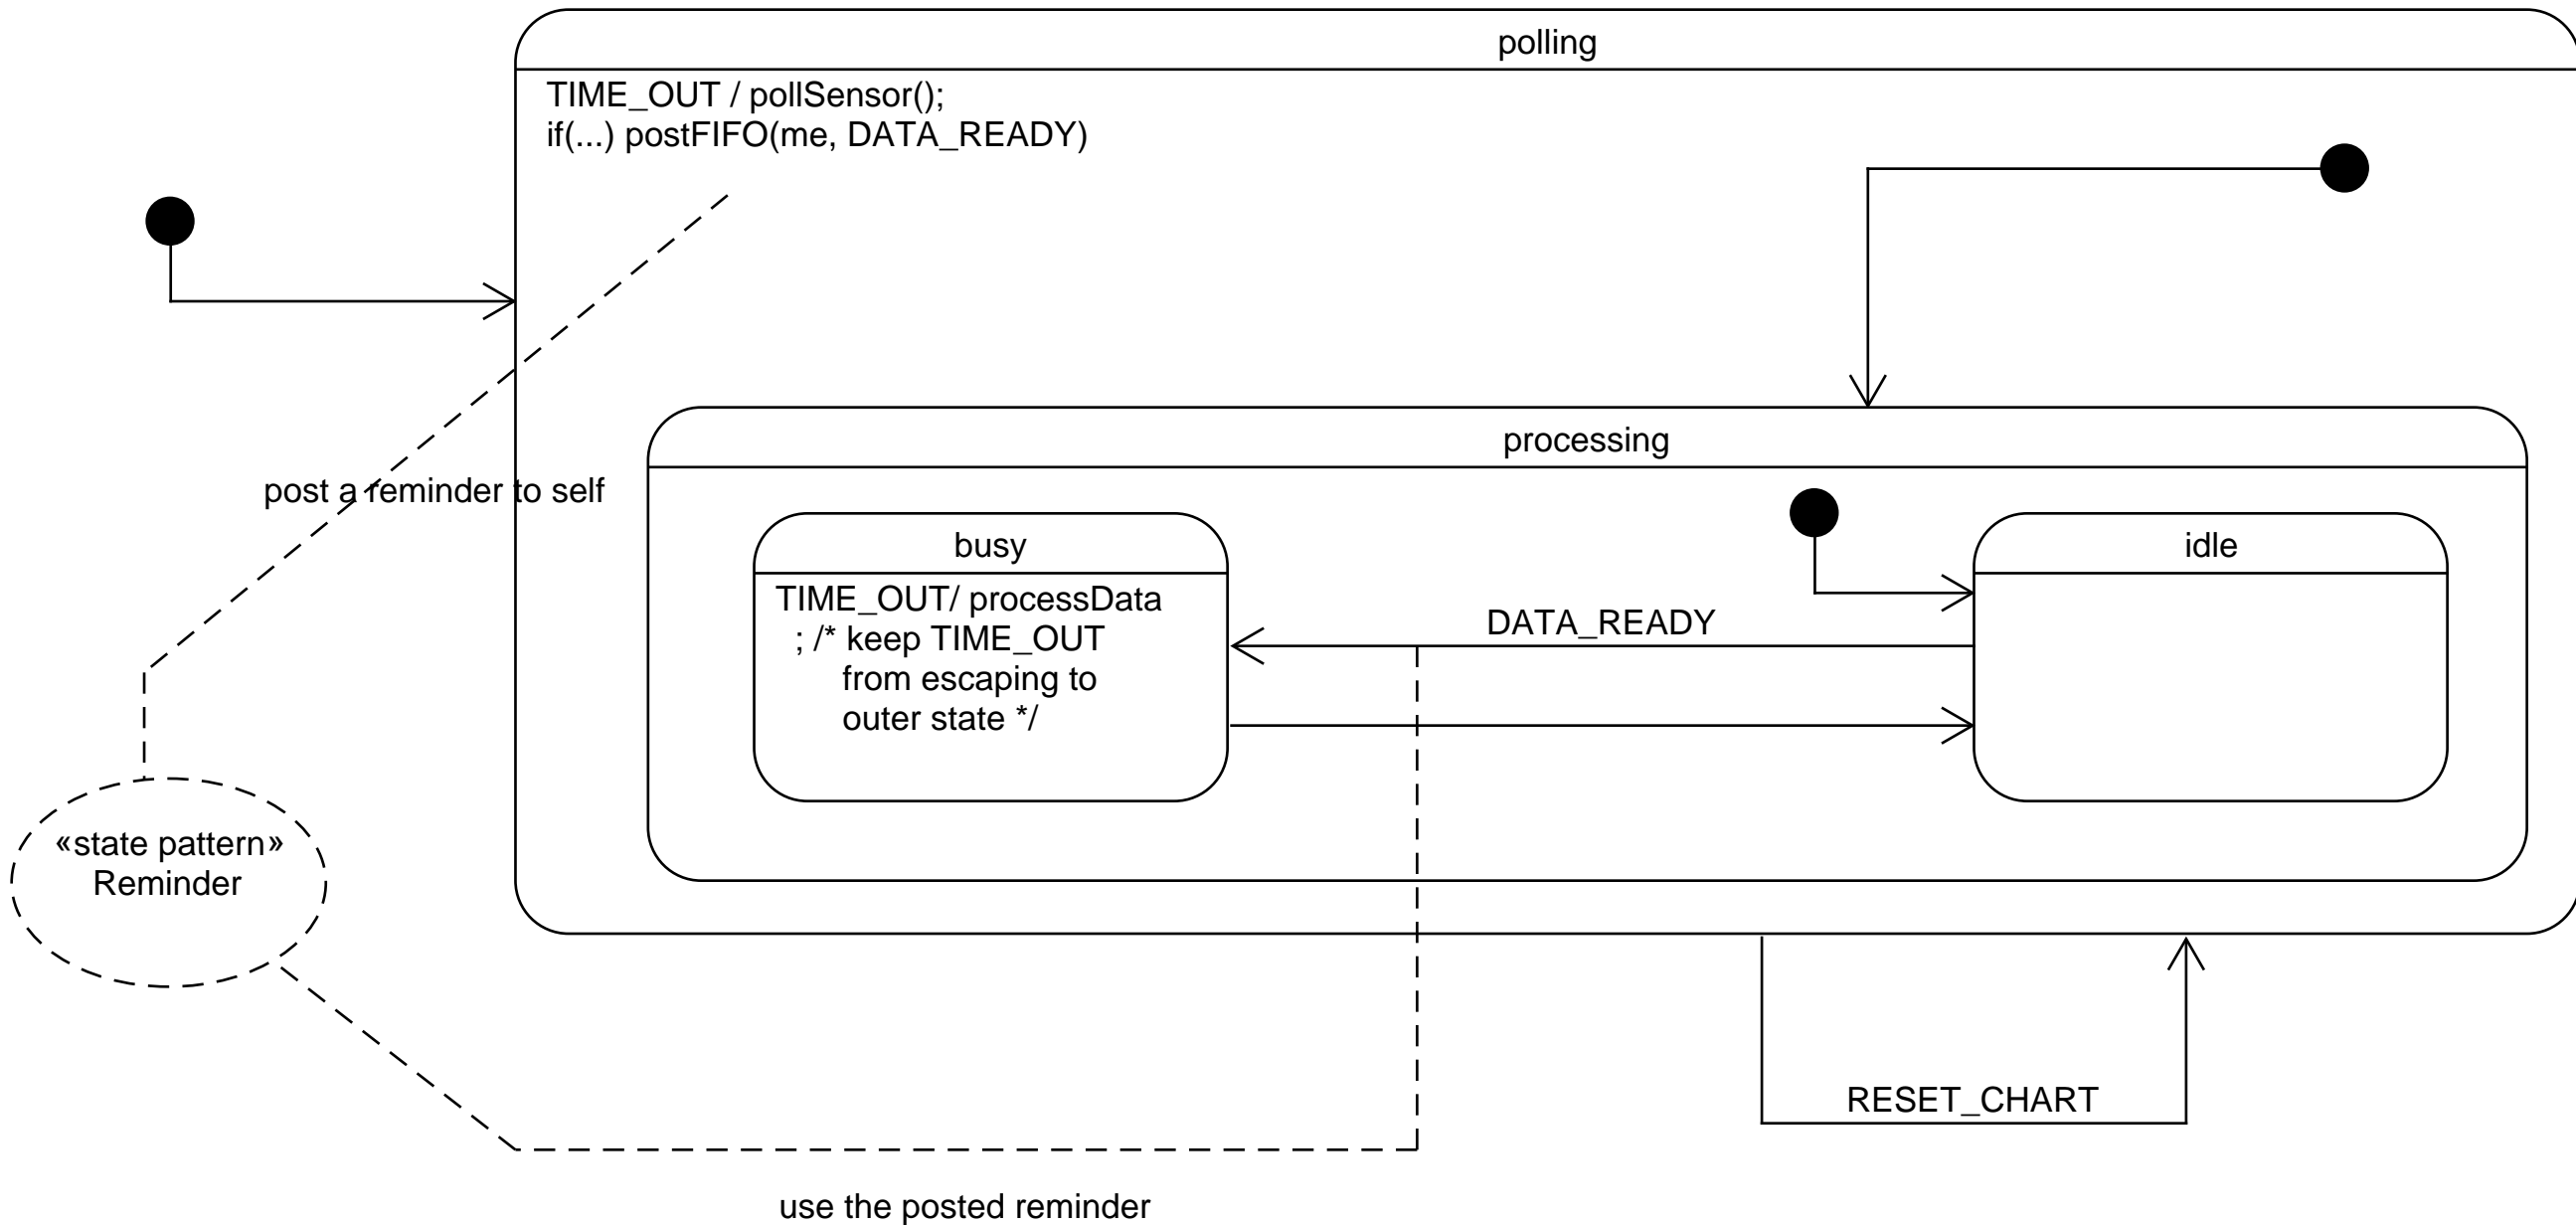 polling
TIME_OUT / pollSensor();
if(...) postFIFO(me, DATA_READY)
processing
post a reminder to self
busy
idle
TIME_OUT/ processData
; /* keep TIME_OUT
from escaping to
outer state */
DATA_READY
«state pattern»
Reminder
RESET_CHART
use the posted reminder